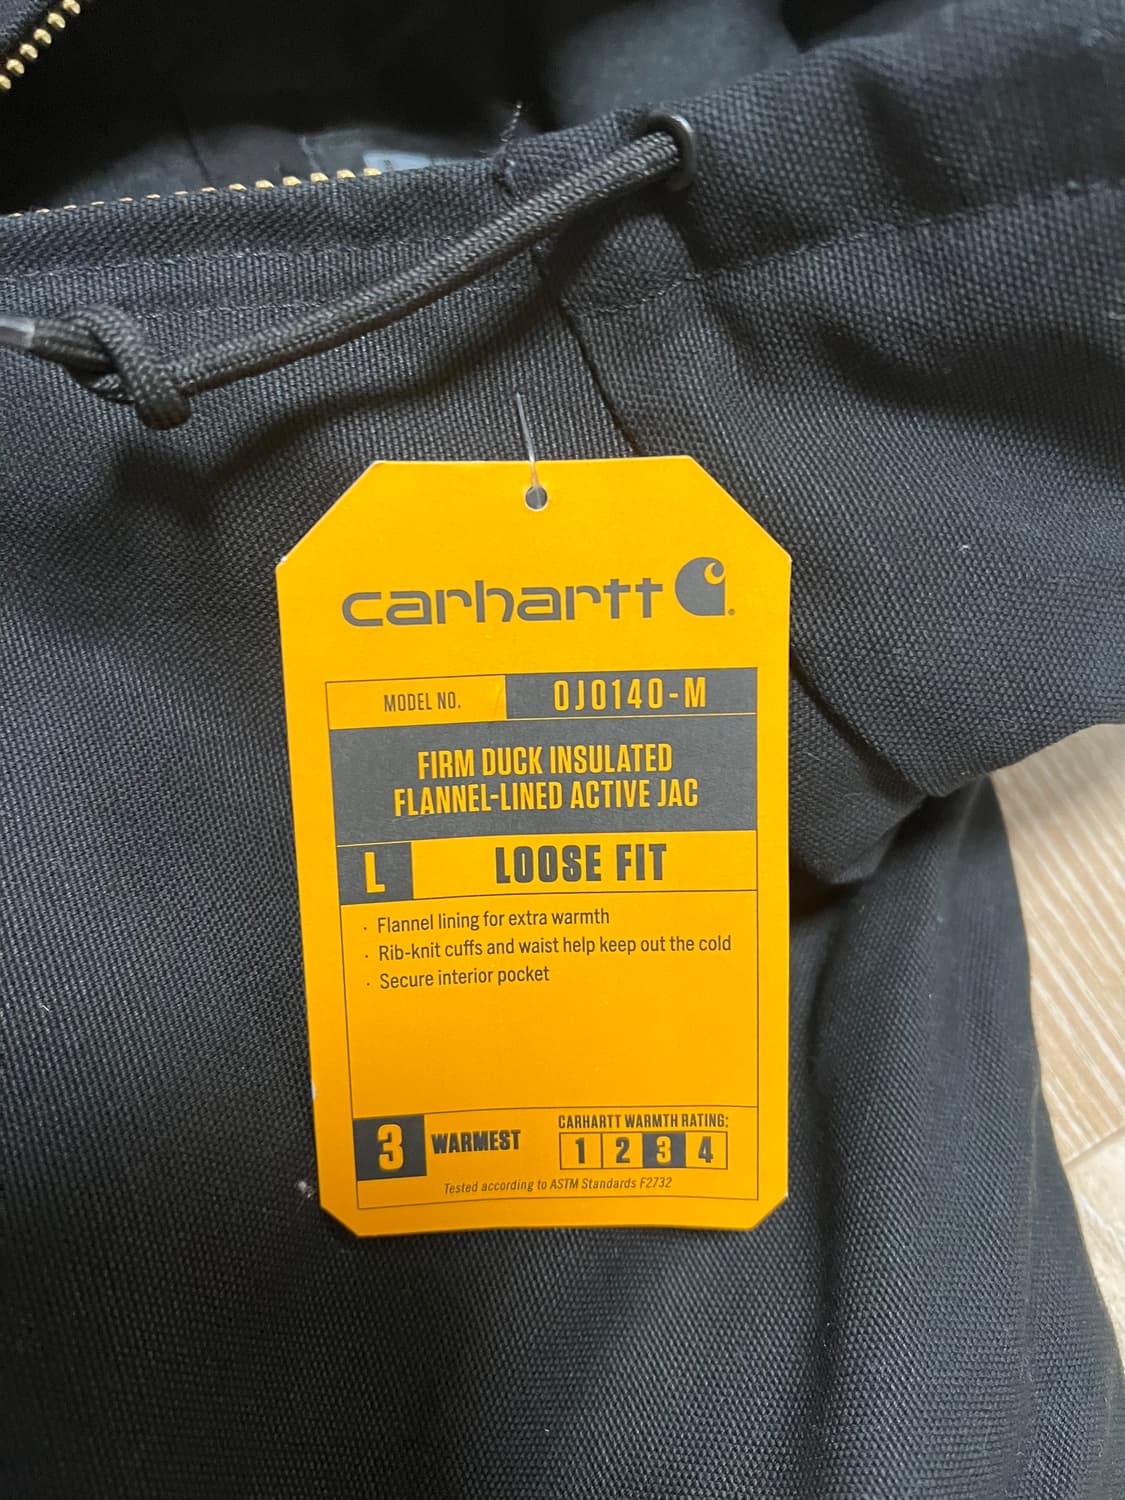 carhartt
MODEL NO. OJ0140-M
FIRM DUCK INSULATED
FLANNEL-LINED ACTIVE JAC
L LOOSE FIT
· Flannel lining for extra warmth
· Rib-knit cuffs and waist help keep out the cold
· Secure interior pocket
3 WARMEST
CARHARTT WARMTH RATING:
1 2 3 4
Tested according to ASTM Standards F2732